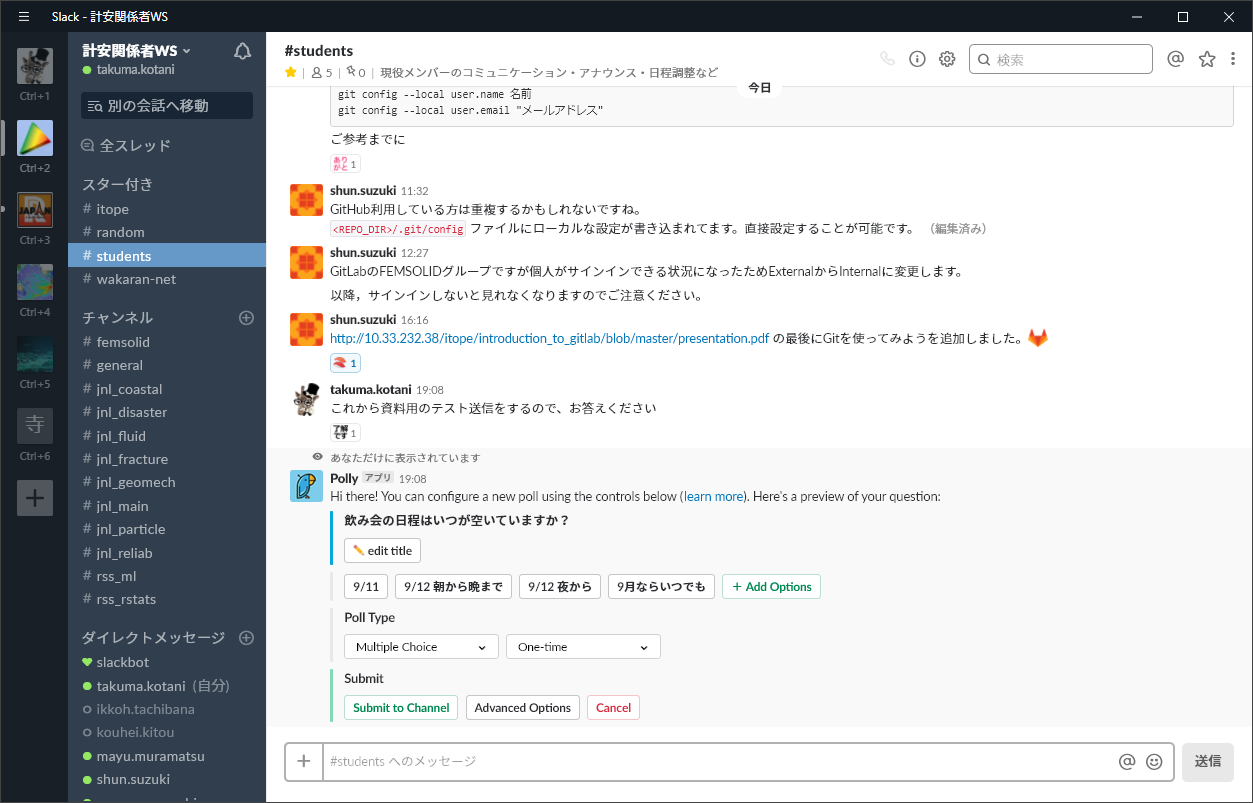 Slack - 計安関係者WS
Ctrl+1
Ctrl+2
Ctrl+3
Ctrl+4
Ctrl+5
寺
Ctrl+6
計安関係者WS
takuma.kotani
別の会話へ移動
全スレッド
スター付き
# itope
# random
# students
# wakaran-net
チャンネル
# femsolid
# general
# jnl_coastal
# jnl_disaster
# jnl_fluid
# jnl_fracture
# jnl_geomech
# jnl_main
# jnl_particle
# jnl_reliab
# rss_ml
# rss_rstats
ダイレクトメッセージ
slackbot
takuma.kotani (自分)
ikkoh.tachibana
kouhei.kitou
mayu.muramatsu
shun.suzuki
#students
5 | 0 | 現役メンバーのコミュニケーション・アナウンス・日程調整など
検索
今日
git config --local user.name 名前
git config --local user.email "メールアドレス"
ご参考までに
ありがと 1
shun.suzuki 11:32
GitHub利用している方は重複するかもしれないですね。
<REPO_DIR>/.git/config ファイルにローカルな設定が書き込まれてます。直接設定することが可能です。 （編集済み）
shun.suzuki 12:27
GitLabのFEMSOLIDグループですが個人がサインインできる状況になったためExternalからInternalに変更します。
以降，サインインしないと見れなくなりますのでご注意ください。
shun.suzuki 16:16
http://10.33.232.38/itope/introduction_to_gitlab/blob/master/presentation.pdf の最後にGitを使ってみようを追加しました。
1
takuma.kotani 19:08
これから資料用のテスト送信をするので、お答えください
了解です 1
あなただけに表示されています
Polly アプリ 19:08
Hi there! You can configure a new poll using the controls below (learn more). Here's a preview of your question:
飲み会の日程はいつが空いていますか？
edit title
9/11 9/12 朝から晩まで 9/12 夜から 9月ならいつでも + Add Options
Poll Type
Multiple Choice One-time
Submit
Submit to Channel Advanced Options Cancel
#students へのメッセージ
送信